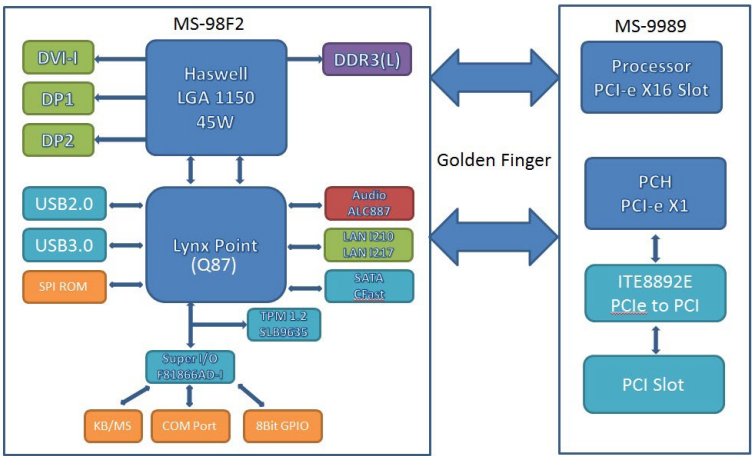 MS-98F2
DVI-I
DP1
DP2
Haswell
LGA 1150
45W
DDR3(L)
USB2.0
USB3.0
SPI ROM
Lynx Point
(Q87)
Audio
ALC887
LAN I210
LAN I217
SATA
CFast
TPM 1.2
SLB9635
Super I/O
F81866AD-I
KB/MS
COM Port
8Bit GPIO
Golden Finger
MS-9989
Processor
PCI-e X16 Slot
PCH
PCI-e X1
ITE8892E
PCIe to PCI
PCI Slot